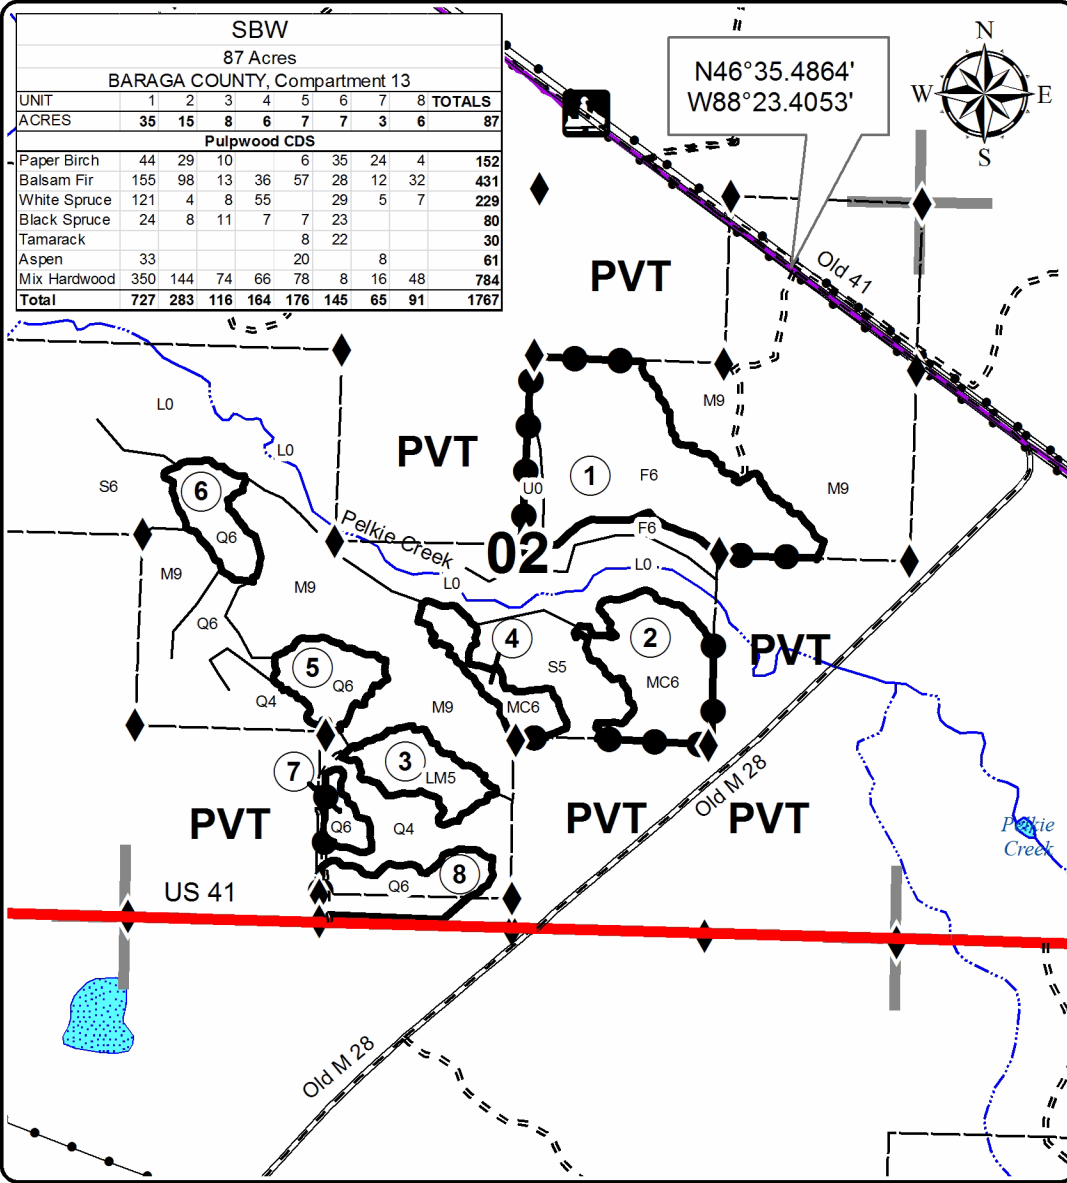 SBW
87 Acres
BARAGA COUNTY, Compartment 13
UNIT 1 2 3 4 5 6 7 8 TOTALS
ACRES 35 15 8 6 7 7 3 6 87
Pulpwood CDS
Paper Birch 44 29 10 6 35 24 4 152
Balsam Fir 155 98 13 36 57 28 12 32 431
White Spruce 121 4 8 55 29 5 7 229
Black Spruce 24 8 11 7 7 23 80
Tamarack 8 22 30
Aspen 33 20 8 61
Mix Hardwood 350 144 74 66 78 8 16 48 784
Total 727 283 116 164 176 145 65 91 1767
N46°35.4864'
W88°23.4053'
N
W E
S
Old 41
PVT
L0
M9
PVT
L0
S6
6
1
F6
M9
U0
Q6
Pelkie Creek
F6
02
M9
M9
L0
L0
Q6
4
2
PVT
5
S5
Q6
MC6
Q4
M9
MC6
7
3
LM5
Old M 28
PVT
Q6
Q4
PVT
PVT
Pelkie
Creek
8
Q6
US 41
Old M 28